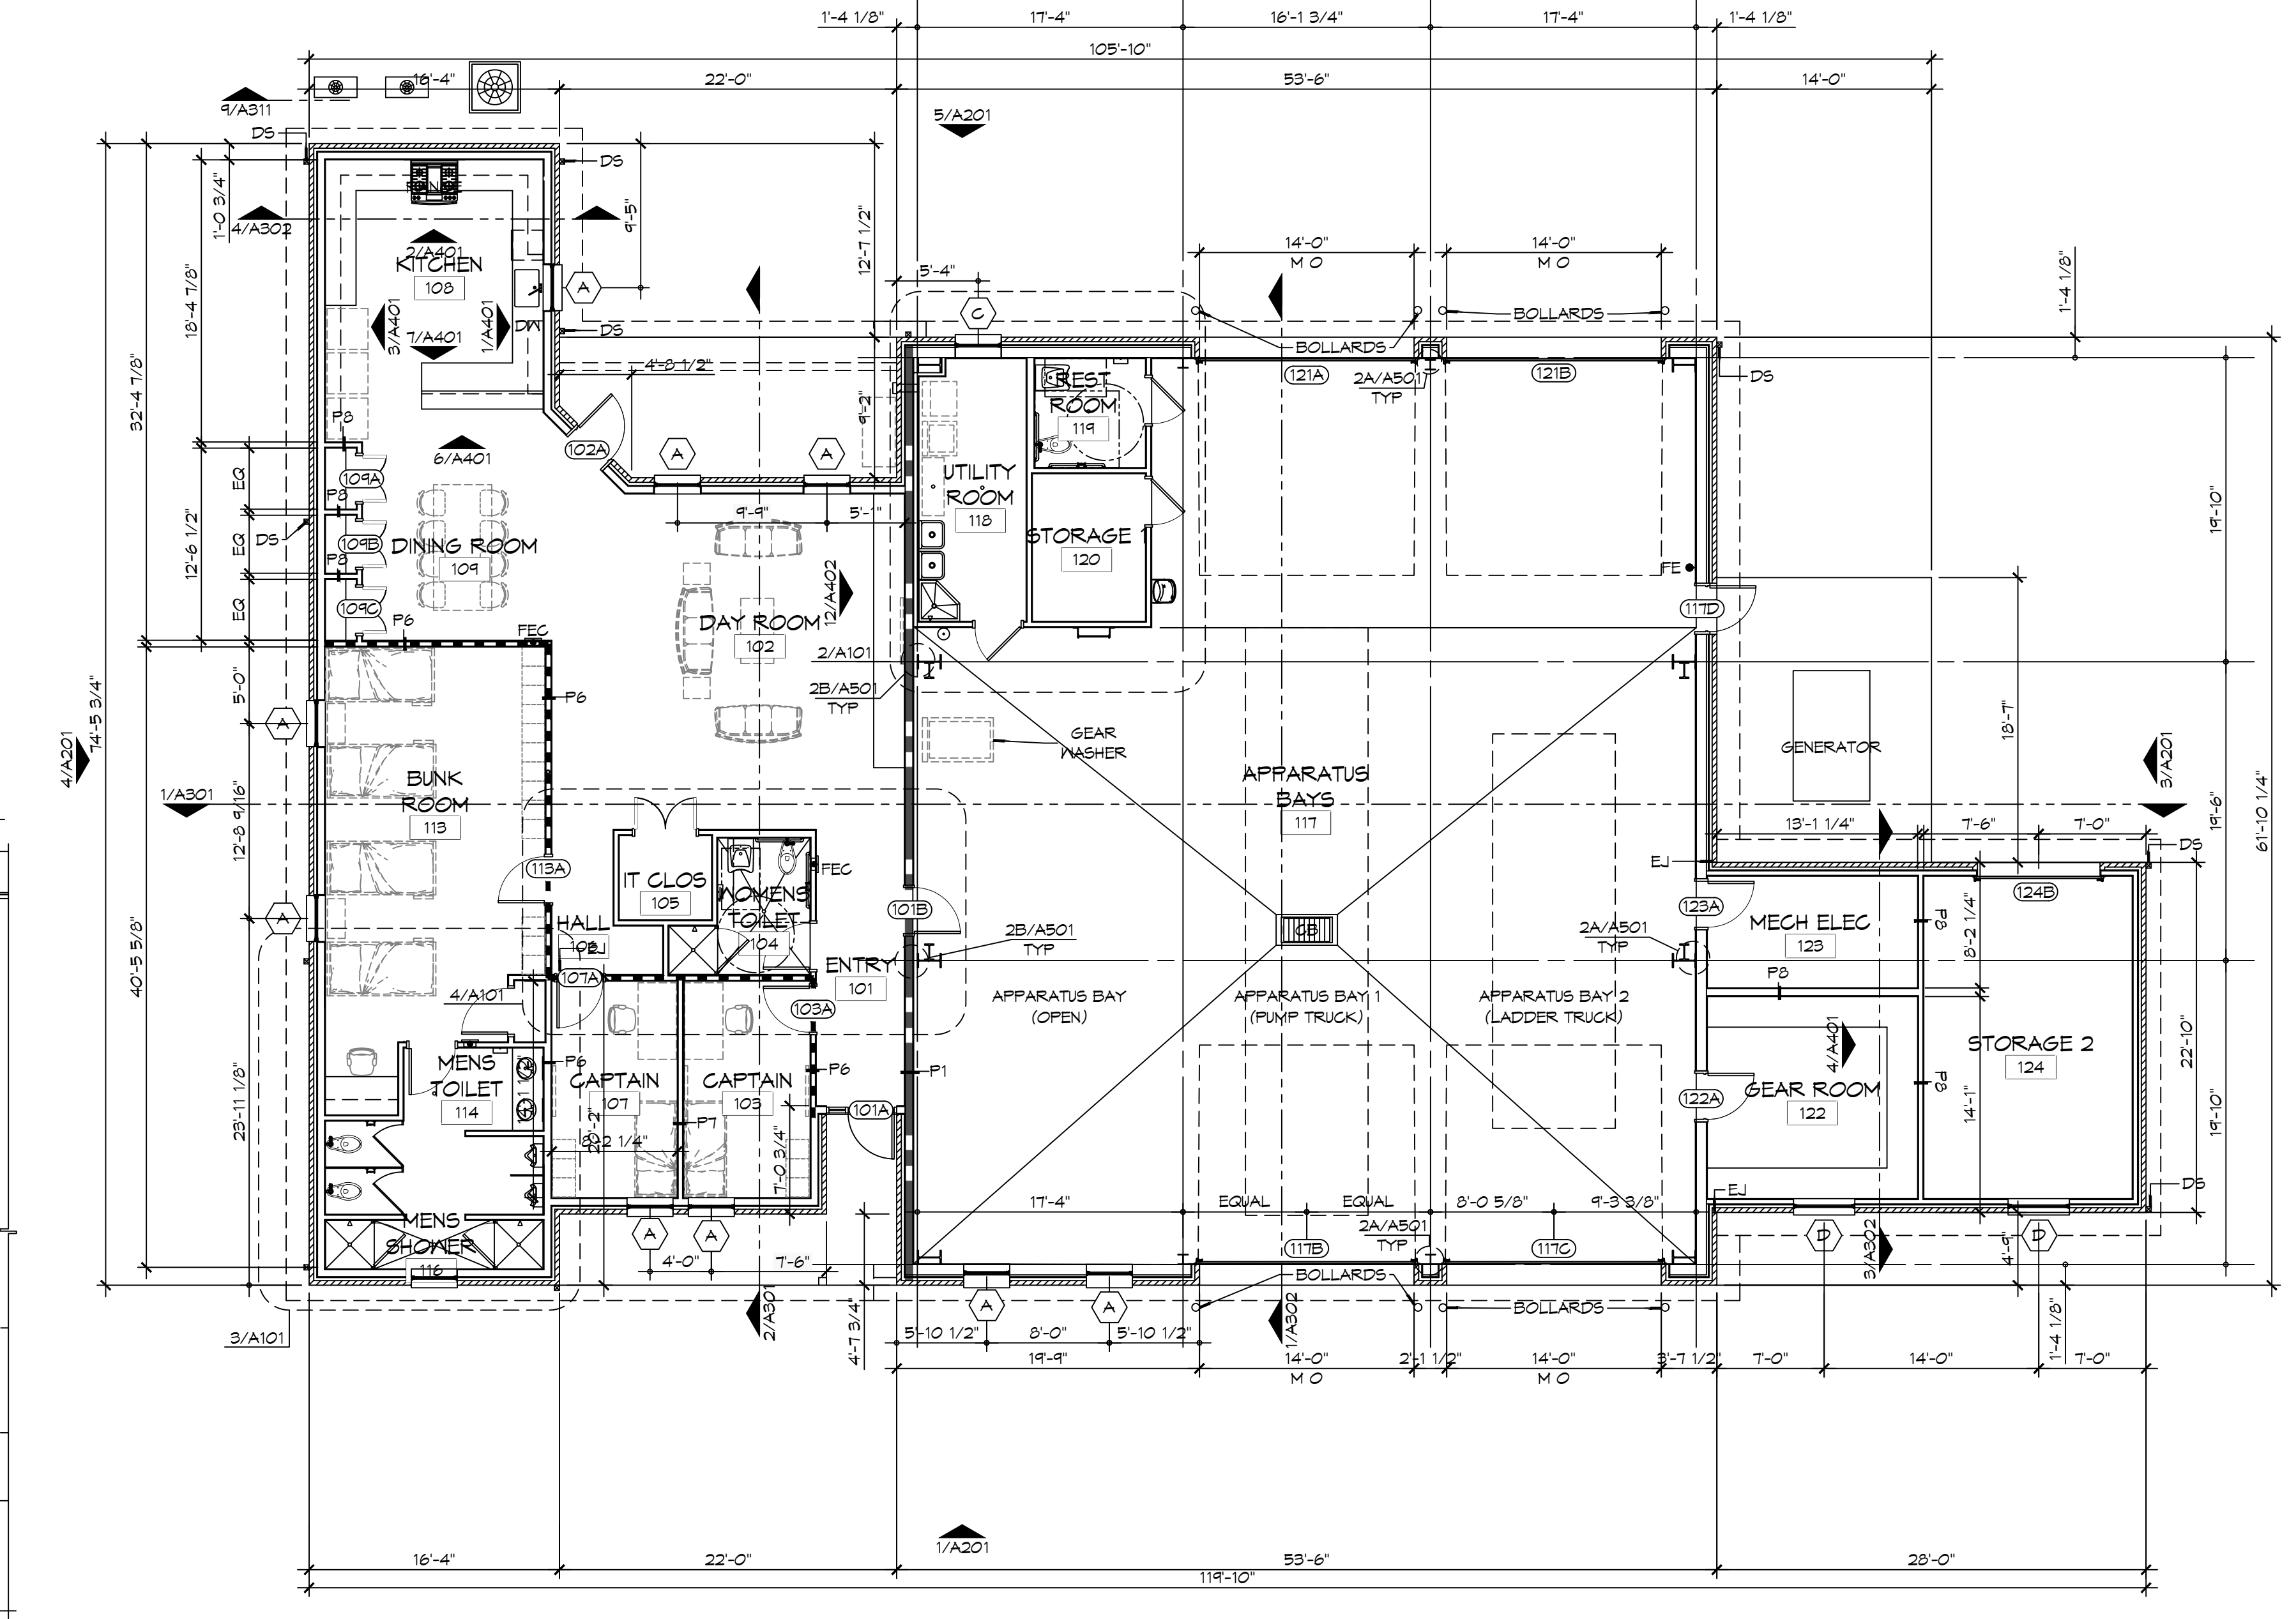 1'-4 1/8"
17'-4"
16'-1 3/4"
17'-4"
1'-4 1/8"
105'-10"
16'-4"
22'-0"
53'-6"
14'-0"
9/A311
5/A201
DS
DS
1'-0 3/4"
4/A302
9'-5"
12'-7 1/2"
14'-0"
M O
14'-0"
M O
2/A401
KITCHEN
108
3/A401
7/A401
1/A401
DW
A
DS
5'-4"
C
BOLLARDS
BOLLARDS
1'-4 1/8"
18'-4 7/8"
32'-4 7/8"
4'-8 1/2"
9'-2"
121A
2A/A501
TYP
121B
DS
REST
ROOM
119
P8
6/A401
102A
A
A
UTILITY
ROOM
118
EQ
109A
P8
12'-6 1/2"
9'-9"
5'-1"
STORAGE 1
120
19'-10"
DS
EQ
109B
P8
DINING ROOM
109
FE
EQ
109C
P6
FEC
DAY ROOM
102
12/A402
117D
2/A101
2B/A501
TYP
P6
5'-0"
A
74'-5 3/4"
4/A201
18'-7"
GEAR
WASHER
GENERATOR
3/A201
61'-10 1/4"
BUNK
ROOM
113
APPARATUS
BAYS
117
1/A301
12'-8 9/16"
19'-6"
13'-1 1/4"
7'-6"
7'-0"
DS
113A
FEC
EJ
IT CLOS
105
WOMENS
TOILET
104
101B
123A
124B
A
HALL
106
EJ
2B/A501
TYP
CB
2A/A501
TYP
MECH ELEC
123
P8
8'-2 1/4"
40'-5 5/8"
107A
ENTRY
101
P8
4/A101
103A
APPARATUS BAY
(OPEN)
APPARATUS BAY 1
(PUMP TRUCK)
APPARATUS BAY 2
(LADDER TRUCK)
4/A401
STORAGE 2
124
22'-10"
MENS
TOILET
114
P6
CAPTAIN
107
CAPTAIN
103
P6
P1
P8
GEAR ROOM
122
122A
14'-1"
19'-10"
101A
23'-11 1/8"
P7
8'-2 1/4"
20'-2"
7'-0 3/4"
17'-4"
EQUAL
EQUAL
8'-0 5/8"
9'-3 3/8"
EJ
DS
MENS
SHOWER
116
A
A
4'-0"
7'-6"
117B
2A/A501
TYP
117C
D
3/A302
4'-9"
D
BOLLARDS
BOLLARDS
3/A101
2/A301
4'-7 3/4"
A
A
1/A302
1'-4 1/8"
5'-10 1/2"
8'-0"
5'-10 1/2"
19'-9"
14'-0"
M O
2'-1 1/2"
14'-0"
M O
3'-7 1/2"
7'-0"
14'-0"
7'-0"
1/A201
16'-4"
22'-0"
53'-6"
28'-0"
119'-10"